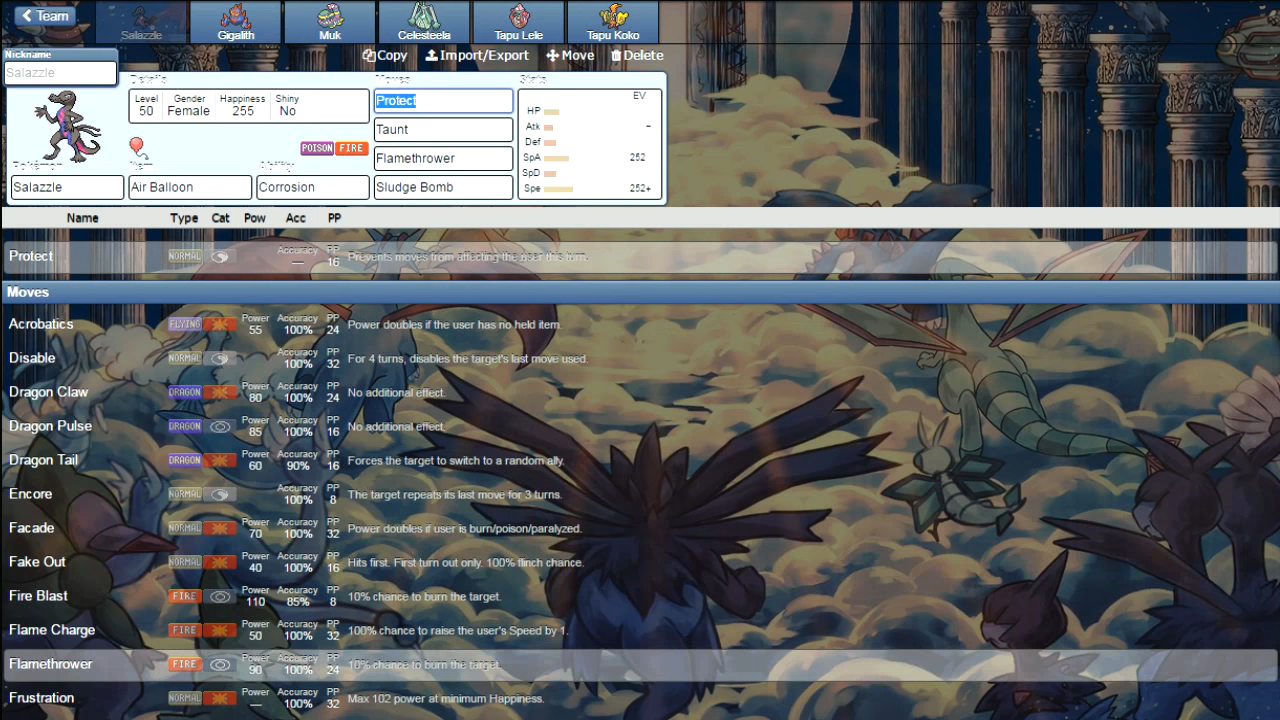 Team
Salazzle
Gigalith
Muk
Celesteela
Tapu Lele
Tapu Koko
Nickname
Salazzle
Copy Import/Export Move Delete
Details
Moves
Stats
Level Gender Happiness Shiny
50 Female 255 No
Protect
Taunt
Flamethrower
Sludge Bomb
EV
HP
Atk -
Def
SpA 252
SpD
Spe 252+
POISON FIRE
Pokémon Item Ability
Salazzle Air Balloon Corrosion
Name Type Cat Pow Acc PP
Protect NORMAL Accuracy — PP 16 Prevents moves from affecting the user this turn.
Moves
Acrobatics FLYING Power 55 Accuracy 100% PP 24 Power doubles if the user has no held item.
Disable NORMAL Accuracy 100% PP 32 For 4 turns, disables the target's last move used.
Dragon Claw DRAGON Power 80 Accuracy 100% PP 24 No additional effect.
Dragon Pulse DRAGON Power 85 Accuracy 100% PP 16 No additional effect.
Dragon Tail DRAGON Power 60 Accuracy 90% PP 16 Forces the target to switch to a random ally.
Encore NORMAL Accuracy 100% PP 8 The target repeats its last move for 3 turns.
Facade NORMAL Power 70 Accuracy 100% PP 32 Power doubles if user is burn/poison/paralyzed.
Fake Out NORMAL Power 40 Accuracy 100% PP 16 Hits first. First turn out only. 100% flinch chance.
Fire Blast FIRE Power 110 Accuracy 85% PP 8 10% chance to burn the target.
Flame Charge FIRE Power 50 Accuracy 100% PP 32 100% chance to raise the user's Speed by 1.
Flamethrower FIRE Power 90 Accuracy 100% PP 24 10% chance to burn the target.
Frustration NORMAL Power — Accuracy 100% PP 32 Max 102 power at minimum Happiness.